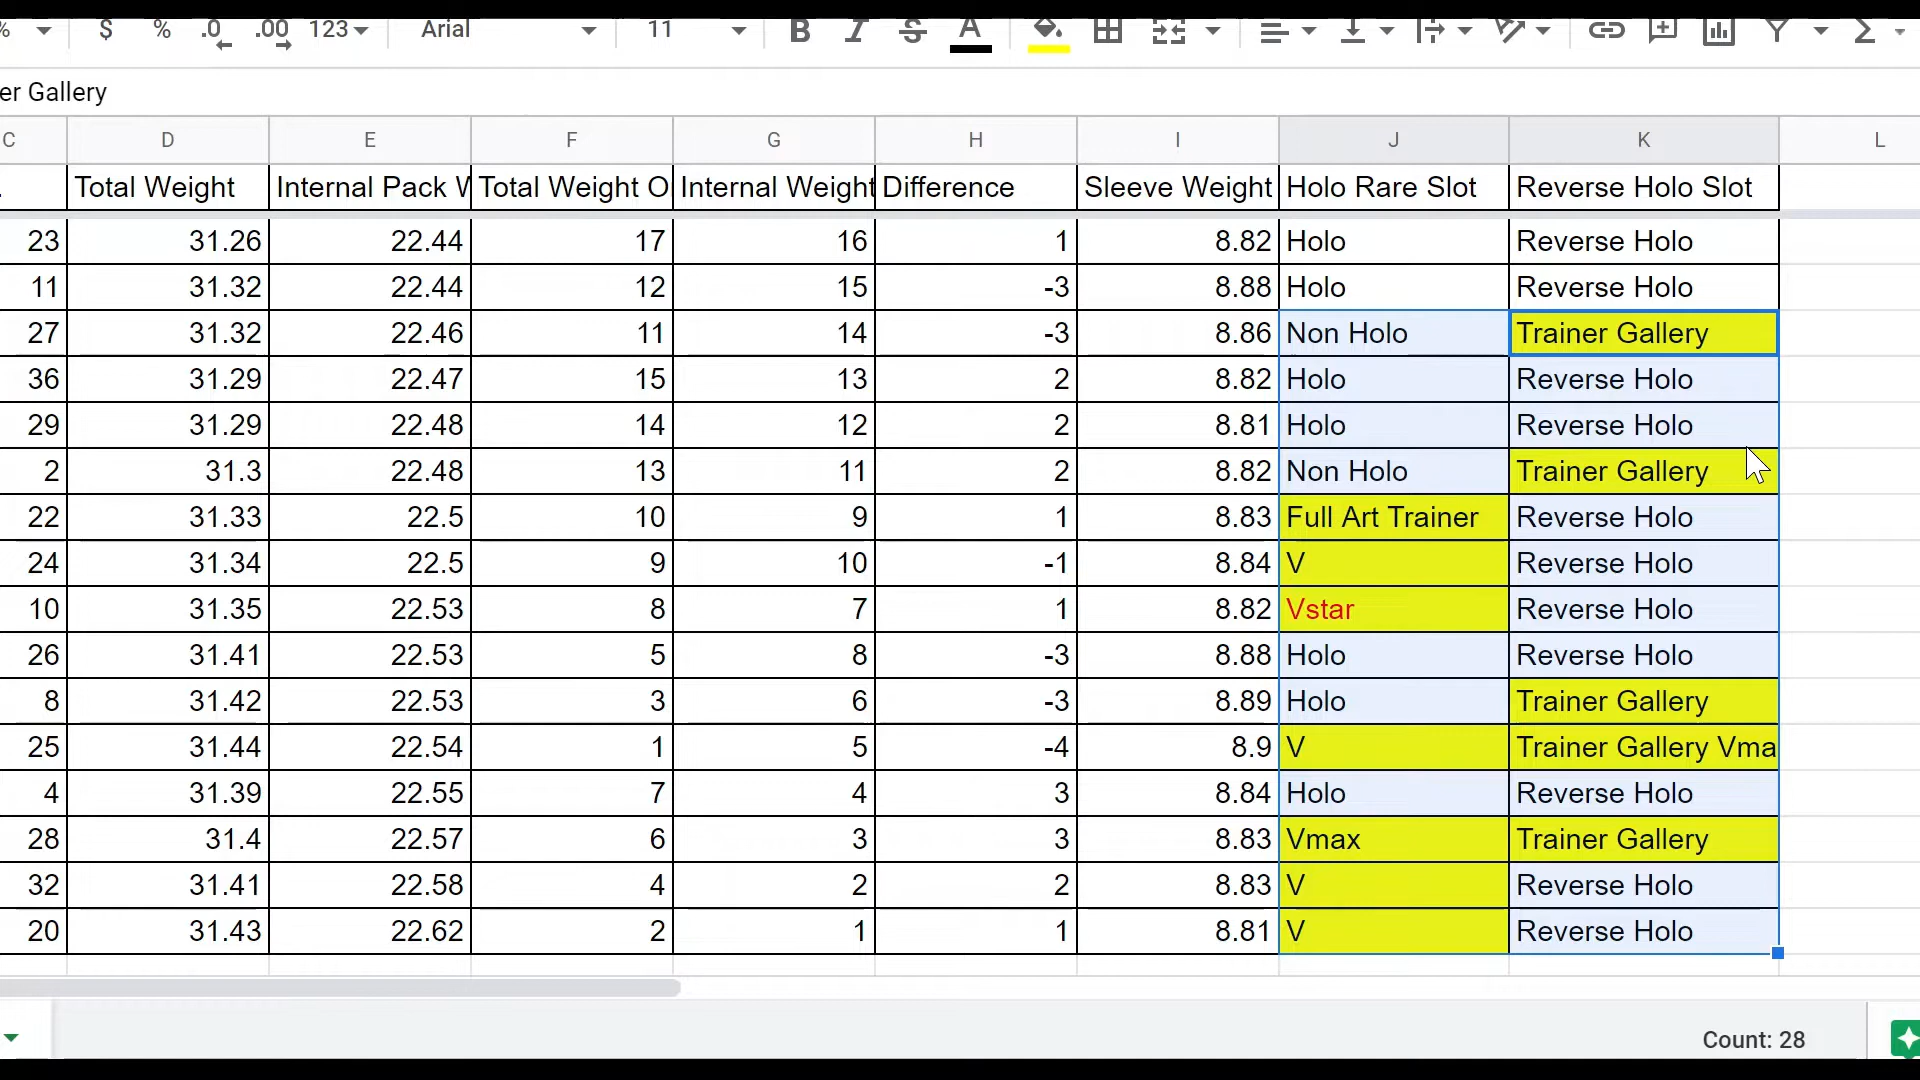 % $ % .0 .00 123 Arial 11 B I S A Σ
er Gallery
C D E F G H I J K L
. Total Weight Internal Pack W Total Weight O Internal Weight Difference Sleeve Weight Holo Rare Slot Reverse Holo Slot
23 31.26 22.44 17 16 1 8.82 Holo Reverse Holo
11 31.32 22.44 12 15 -3 8.88 Holo Reverse Holo
27 31.32 22.46 11 14 -3 8.86 Non Holo Trainer Gallery
36 31.29 22.47 15 13 2 8.82 Holo Reverse Holo
29 31.29 22.48 14 12 2 8.81 Holo Reverse Holo
2 31.3 22.48 13 11 2 8.82 Non Holo Trainer Gallery
22 31.33 22.5 10 9 1 8.83 Full Art Trainer Reverse Holo
24 31.34 22.5 9 10 -1 8.84 V Reverse Holo
10 31.35 22.53 8 7 1 8.82 Vstar Reverse Holo
26 31.41 22.53 5 8 -3 8.88 Holo Reverse Holo
8 31.42 22.53 3 6 -3 8.89 Holo Trainer Gallery
25 31.44 22.54 1 5 -4 8.9 V Trainer Gallery Vma
4 31.39 22.55 7 4 3 8.84 Holo Reverse Holo
28 31.4 22.57 6 3 3 8.83 Vmax Trainer Gallery
32 31.41 22.58 4 2 2 8.83 V Reverse Holo
20 31.43 22.62 2 1 1 8.81 V Reverse Holo
Count: 28